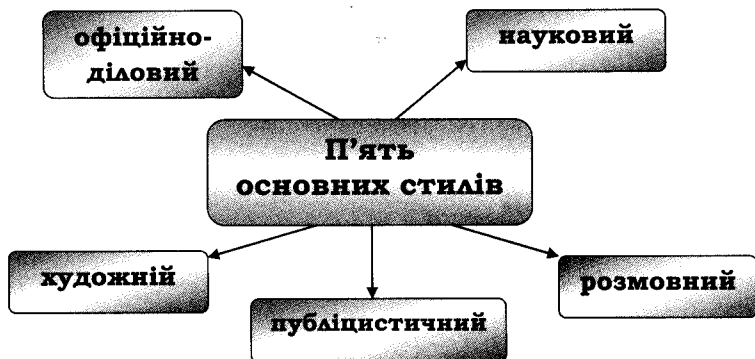 офіційно-
діловий
науковий
П'ять
основних стилів
художній
публіцистичний
розмовний